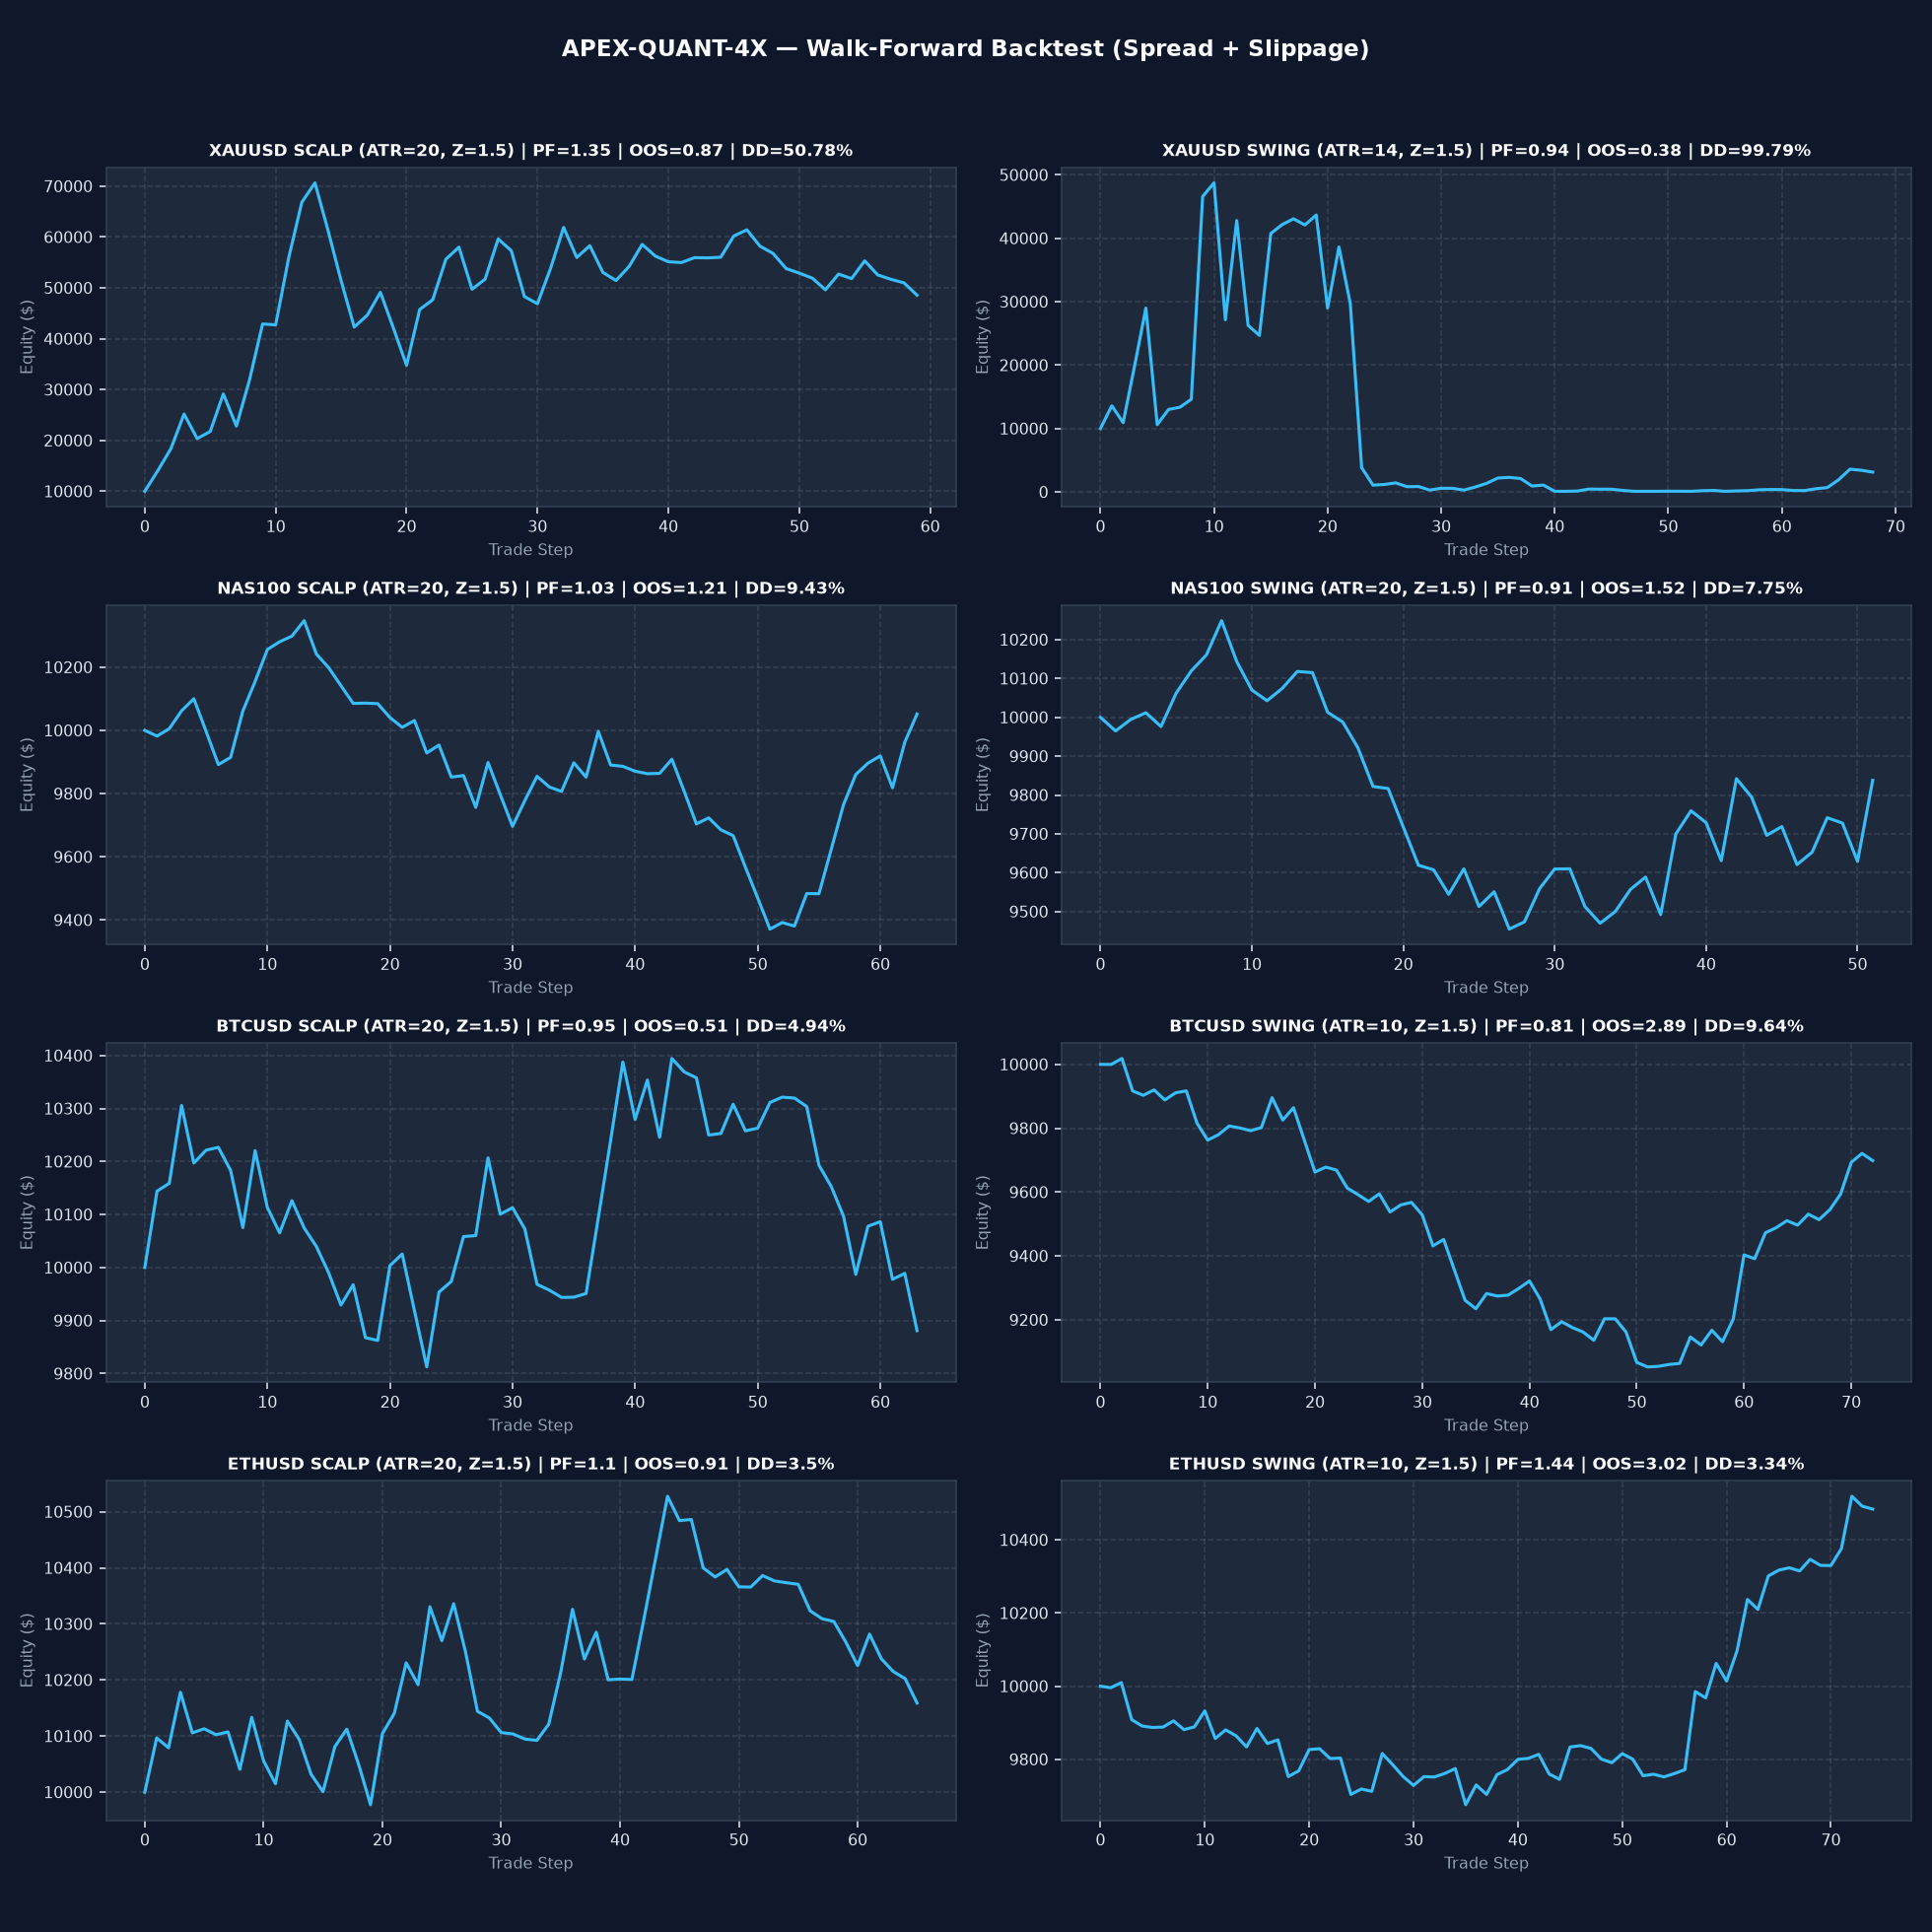 APEX-QUANT-4X — Walk-Forward Backtest (Spread + Slippage)
XAUUSD SCALP (ATR=20, Z=1.5) | PF=1.35 | OOS=0.87 | DD=50.78%
Equity ($)
70000
60000
50000
40000
30000
20000
10000
0 10 20 30 40 50 60
Trade Step
XAUUSD SWING (ATR=14, Z=1.5) | PF=0.94 | OOS=0.38 | DD=99.79%
Equity ($)
50000
40000
30000
20000
10000
0
0 10 20 30 40 50 60 70
Trade Step
NAS100 SCALP (ATR=20, Z=1.5) | PF=1.03 | OOS=1.21 | DD=9.43%
Equity ($)
10200
10000
9800
9600
9400
0 10 20 30 40 50 60
Trade Step
NAS100 SWING (ATR=20, Z=1.5) | PF=0.91 | OOS=1.52 | DD=7.75%
Equity ($)
10200
10100
10000
9900
9800
9700
9600
9500
0 10 20 30 40 50
Trade Step
BTCUSD SCALP (ATR=20, Z=1.5) | PF=0.95 | OOS=0.51 | DD=4.94%
Equity ($)
10400
10300
10200
10100
10000
9900
9800
0 10 20 30 40 50 60
Trade Step
BTCUSD SWING (ATR=10, Z=1.5) | PF=0.81 | OOS=2.89 | DD=9.64%
Equity ($)
10000
9800
9600
9400
9200
0 10 20 30 40 50 60 70
Trade Step
ETHUSD SCALP (ATR=20, Z=1.5) | PF=1.1 | OOS=0.91 | DD=3.5%
Equity ($)
10500
10400
10300
10200
10100
10000
0 10 20 30 40 50 60
Trade Step
ETHUSD SWING (ATR=10, Z=1.5) | PF=1.44 | OOS=3.02 | DD=3.34%
Equity ($)
10400
10200
10000
9800
0 10 20 30 40 50 60 70
Trade Step